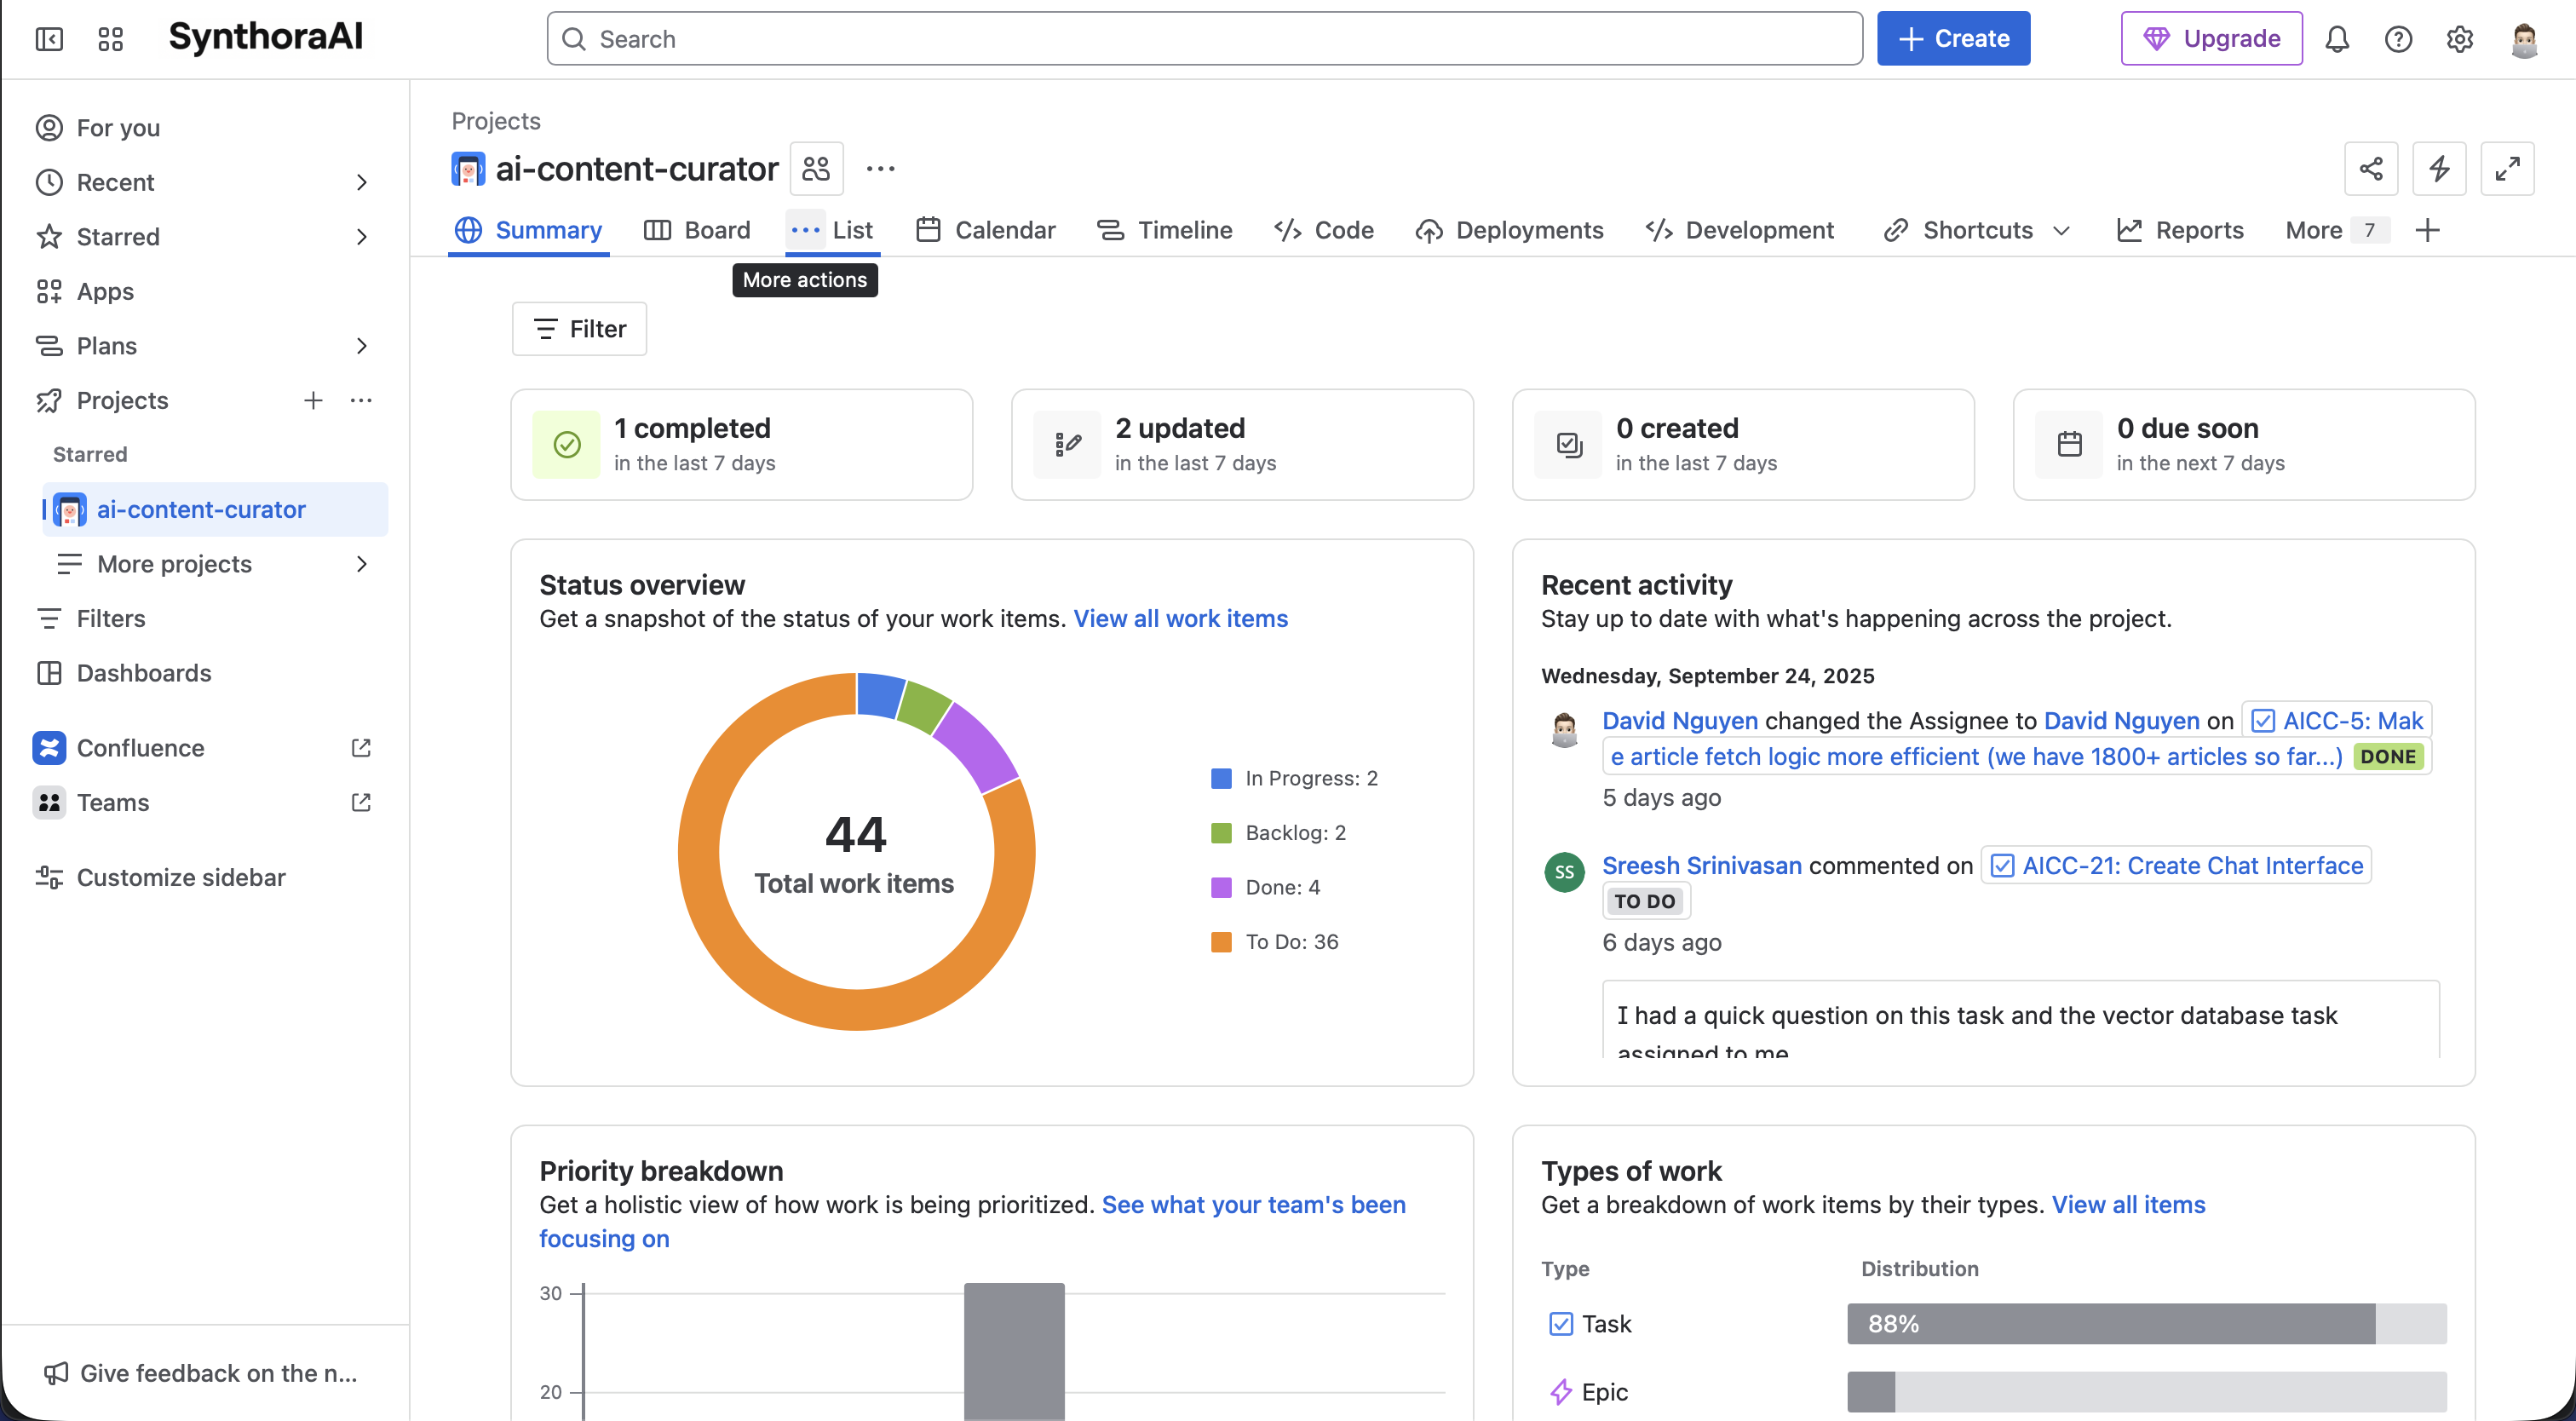 SynthoraAI
Search
Create
Upgrade
For you
Recent
Starred
Apps
Plans
Projects
Starred
ai-content-curator
More projects
Filters
Dashboards
Confluence
Teams
Customize sidebar
Give feedback on the n...
Projects
ai-content-curator
Summary
Board
List
Calendar
Timeline
Code
Deployments
Development
Shortcuts
Reports
More 7
More actions
Filter
1 completed
in the last 7 days
2 updated
in the last 7 days
0 created
in the last 7 days
0 due soon
in the next 7 days
Status overview
Get a snapshot of the status of your work items. View all work items
44
Total work items
In Progress: 2
Backlog: 2
Done: 4
To Do: 36
Recent activity
Stay up to date with what's happening across the project.
Wednesday, September 24, 2025
David Nguyen changed the Assignee to David Nguyen on AICC-5: Mak
e article fetch logic more efficient (we have 1800+ articles so far...) DONE
5 days ago
SS
Sreesh Srinivasan commented on AICC-21: Create Chat Interface
TO DO
6 days ago
I had a quick question on this task and the vector database task
assigned to me
Priority breakdown
Get a holistic view of how work is being prioritized. See what your team's been
focusing on
30
20
Types of work
Get a breakdown of work items by their types. View all items
Type
Distribution
Task
88%
Epic